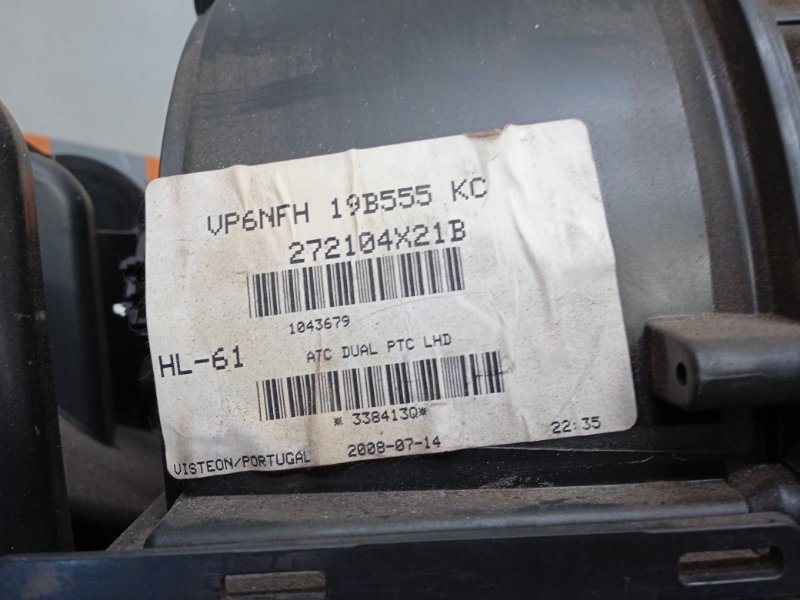 VP6NFH 19B555 KC
272104X21B
1043679
HL-61
ATC DUAL PTC LHD
* 338413Q*
VISTEON/PORTUGAL 2008-07-14 22:35